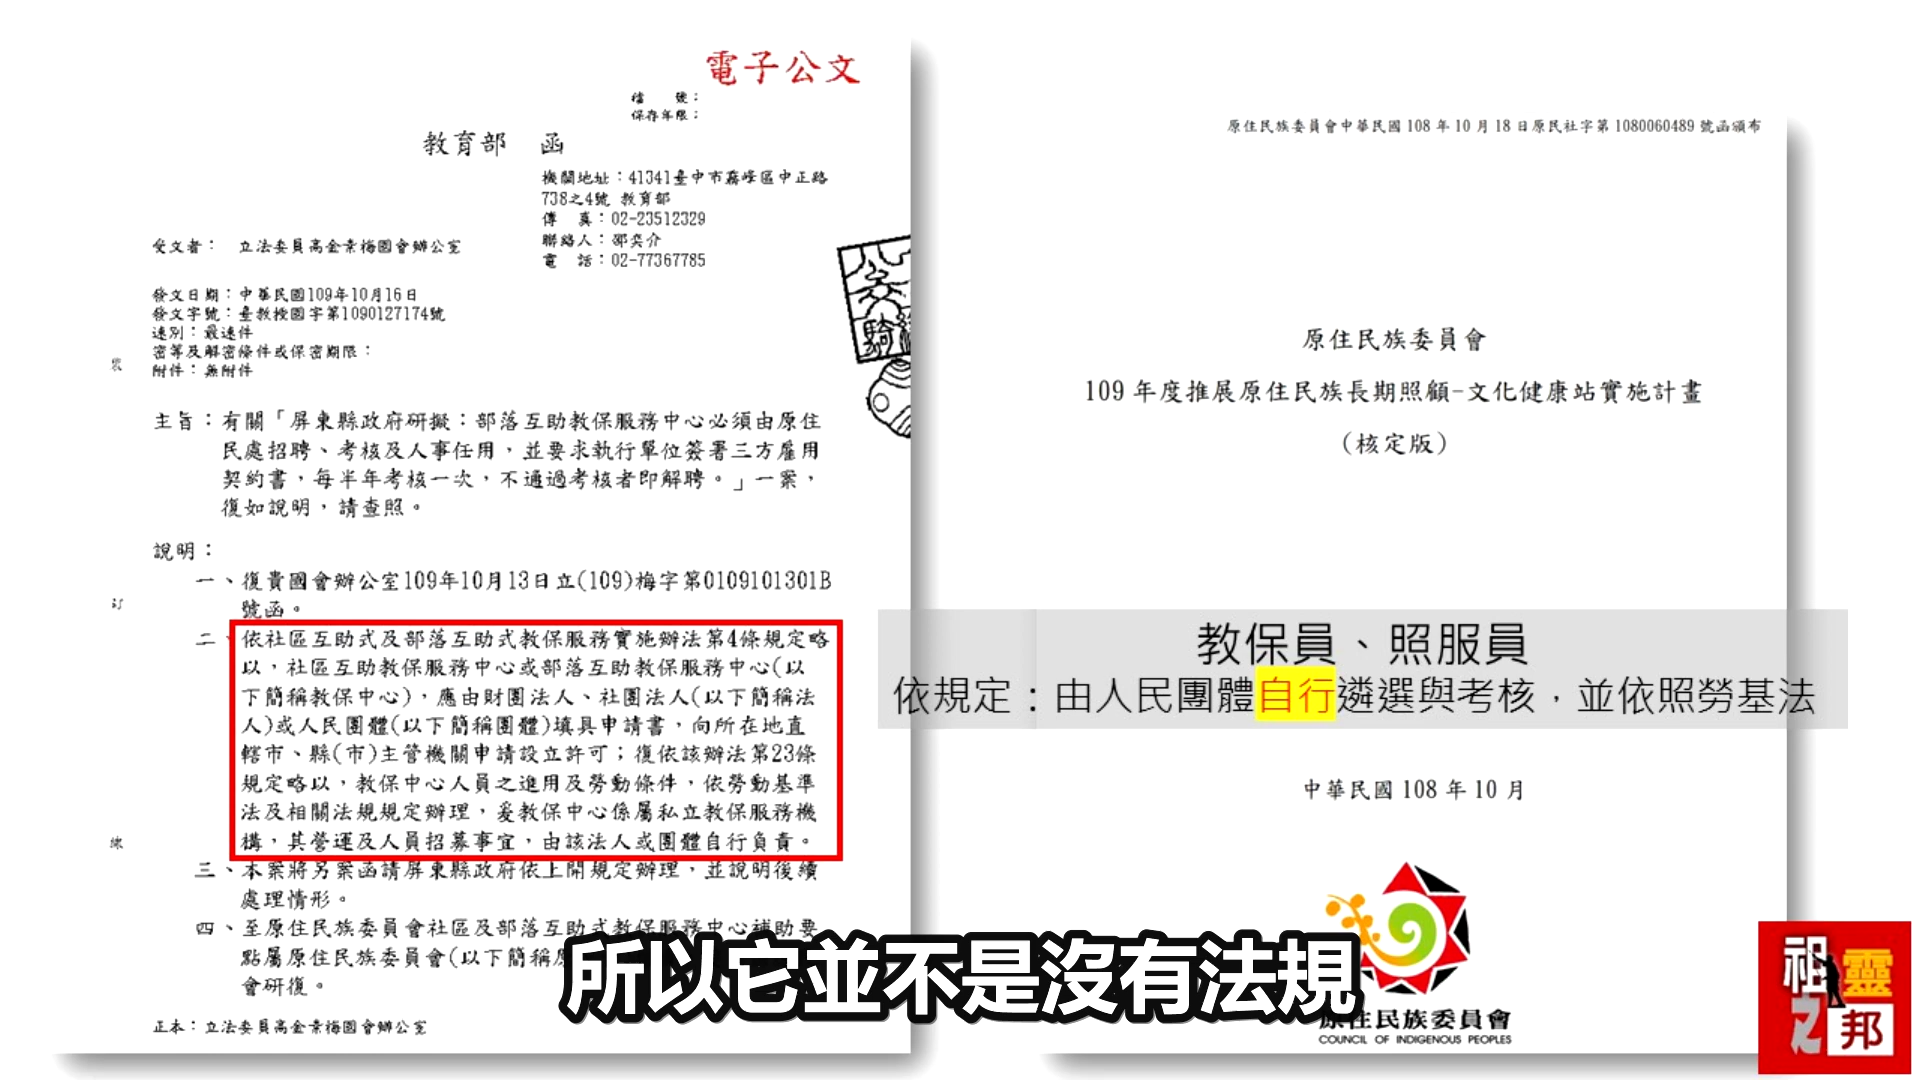 電子公文
檔　號：
保存年限：
教育部　函
機關地址：41341臺中市霧峰區中正路
738之4號 教育部
傳　真：02-23512329
聯絡人：邵奕介
電　話：02-77367785
受文者：　立法委員高金素梅國會辦公室
發文日期：中華民國109年10月16日
發文字號：臺教授國字第1090127174號
速別：最速件
密等及解密條件或保密期限：
附件：無附件
主旨：有關「屏東縣政府研擬：部落互助教保服務中心必須由原住
民處招聘、考核及人事任用，並要求執行單位簽署三方雇用
契約書，每半年考核一次，不通過考核者即解聘。」一案，
復如說明，請查照。
說明：
一、復貴國會辦公室109年10月13日立(109)梅字第0109101301B
號函。
二、依社區互助式及部落互助式教保服務實施辦法第4條規定略
以，社區互助教保服務中心或部落互助教保服務中心(以
下簡稱教保中心)，應由財團法人、社團法人(以下簡稱法
人)或人民團體(以下簡稱團體)填具申請書，向所在地直
轄市、縣(市)主管機關申請設立許可；復依該辦法第23條
規定略以，教保中心人員之進用及勞動條件，依勞動基準
法及相關法規規定辦理，爰教保中心係屬私立教保服務機
構，其營運及人員招募事宜，由該法人或團體自行負責。
三、本案將另案函請屏東縣政府依上開規定辦理，並說明後續
處理情形。
四、至原住民族委員會社區及部落互助式教保服務中心補助要
點屬原住民族委員會(以下簡稱原
會研復。
正本：立法委員高金素梅國會辦公室
裝
訂
線
原住民族委員會中華民國 108 年 10 月 18 日原民社字第 1080060489 號函頒布
原住民族委員會
109 年度推展原住民族長期照顧-文化健康站實施計畫
（核定版）
教保員、照服員
依規定：由人民團體自行遴選與考核，並依照勞基法
中華民國 108 年 10 月
原住民族委員會
COUNCIL OF INDIGENOUS PEOPLES
所以它並不是沒有法規
祖靈之邦